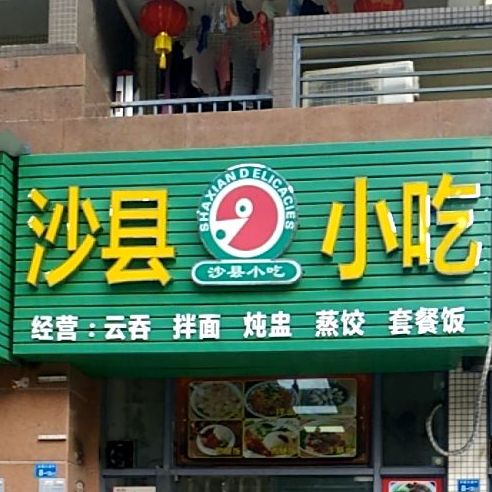 沙县 小吃
SHAXIAN DELICACIES
沙县小吃
经营：云吞 拌面 炖盅 蒸饺 套餐饭